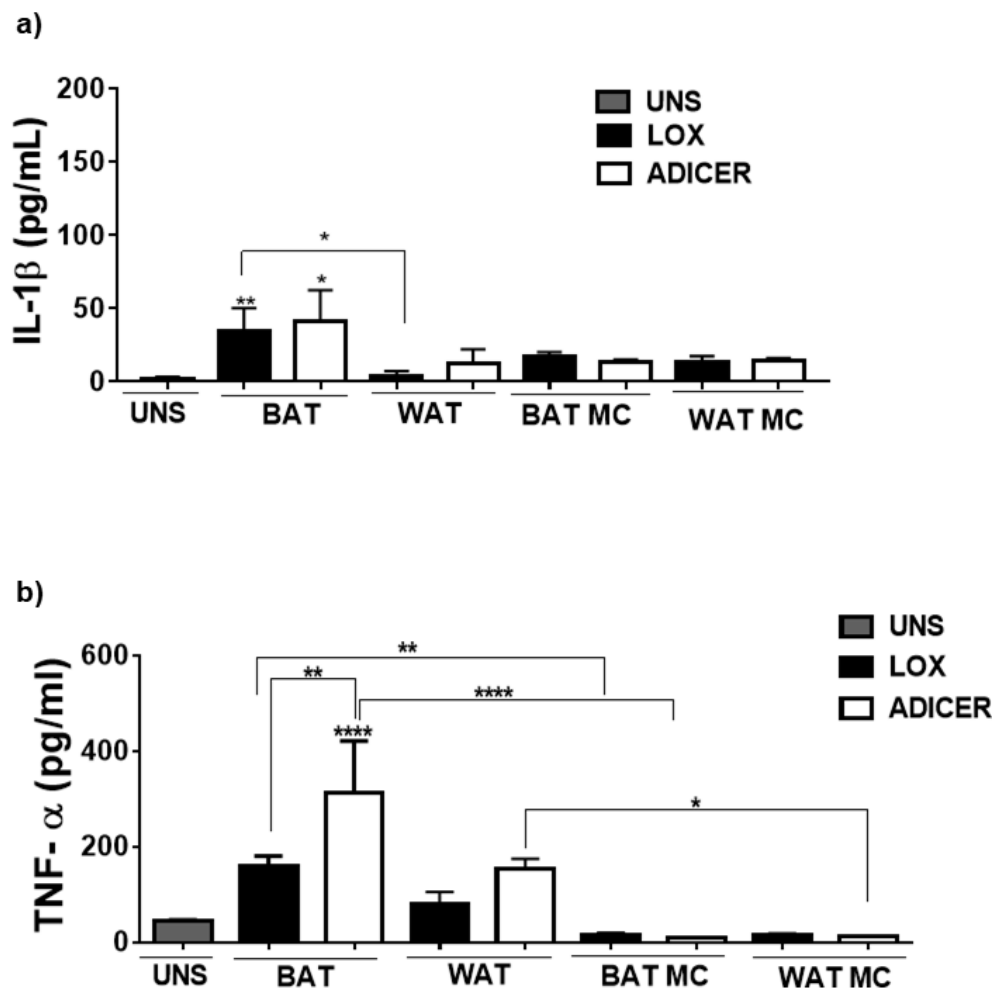 a)
IL-1β (pg/mL)
200
150
100
50
0
UNS
LOX
ADICER
*
**
*
UNS
BAT
WAT
BAT MC
WAT MC
b)
TNF- α (pg/ml)
600
400
200
0
UNS
LOX
ADICER
**
**
****
****
*
UNS
BAT
WAT
BAT MC
WAT MC